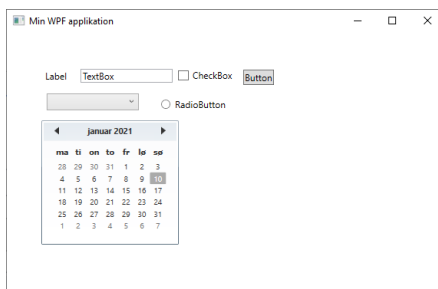 Min WPF applikation
Label TextBox CheckBox Button
RadioButton
januar 2021
ma ti on to fr lø sø
28 29 30 31 1 2 3
4 5 6 7 8 9 10
11 12 13 14 15 16 17
18 19 20 21 22 23 24
25 26 27 28 29 30 31
1 2 3 4 5 6 7